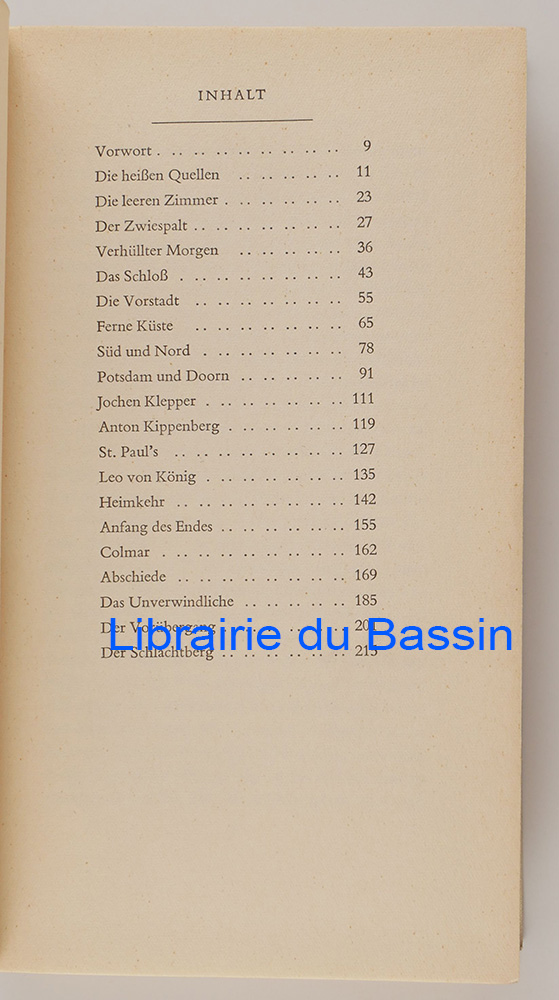 INHALT
Vorwort . . . . . . . . . . . 9
Die heißen Quellen . . . . . . . 11
Die leeren Zimmer . . . . . . . . 23
Der Zwiespalt . . . . . . . . . . 27
Verhüllter Morgen . . . . . . . 36
Das Schloß . . . . . . . . . . 43
Die Vorstadt . . . . . . . . . 55
Ferne Küste . . . . . . . . . 65
Süd und Nord . . . . . . . . . 78
Potsdam und Doorn . . . . . . . 91
Jochen Klepper . . . . . . . . . 111
Anton Kippenberg . . . . . . . . 119
St. Paul's . . . . . . . . . . 127
Leo von König . . . . . . . . . 135
Heimkehr . . . . . . . . . . 142
Anfang des Endes . . . . . . . . 155
Colmar . . . . . . . . . . . 162
Abschiede . . . . . . . . . . 169
Das Unverwindliche . . . . . . . 185
Der Vorübergang . . . . . . . . 201
Librairie du Bassin
Der Schlachtberg . . . . . . . . 215